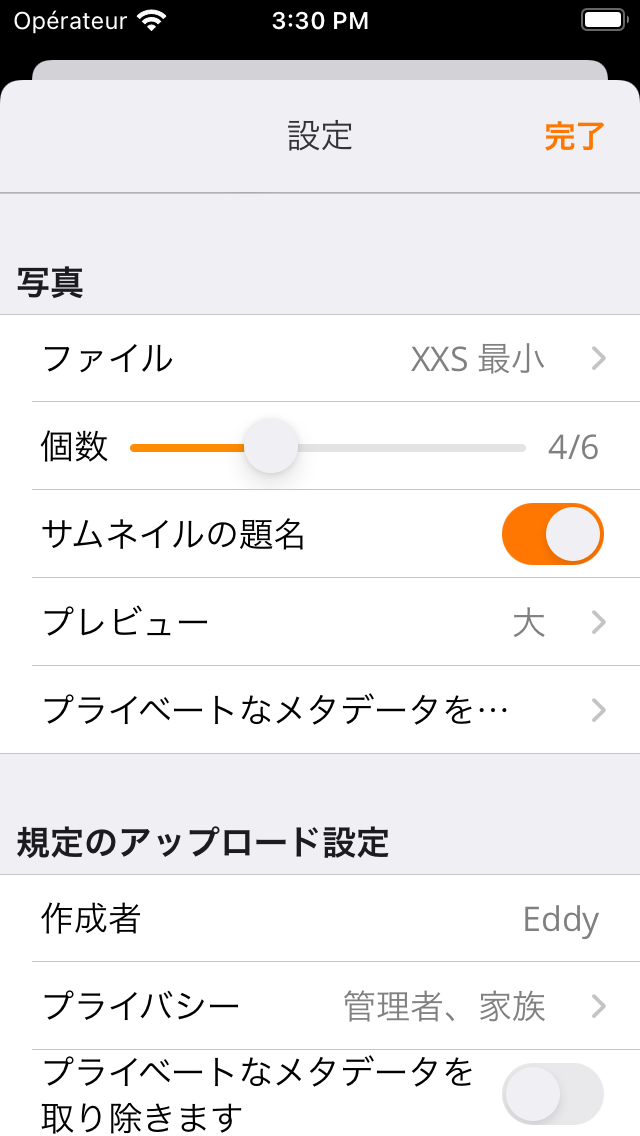 Opérateur 3:30 PM
設定 完了
写真
ファイル XXS 最小
個数 4/6
サムネイルの題名
プレビュー 大
プライベートなメタデータを…
規定のアップロード設定
作成者 Eddy
プライバシー 管理者、家族
プライベートなメタデータを
取り除きます